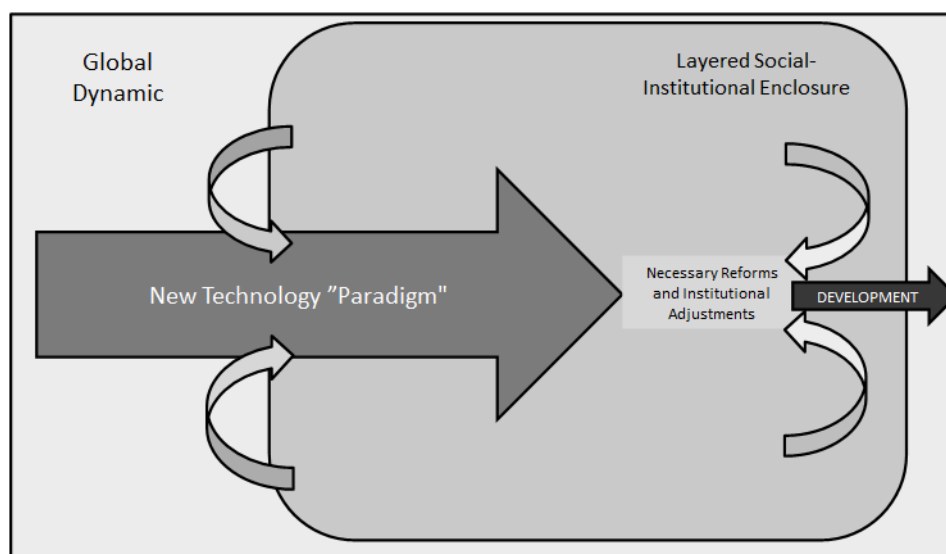 Global
Dynamic
Layered Social-
Institutional Enclosure
New Technology ”Paradigm"
Necessary Reforms
and Institutional
Adjustments
DEVELOPMENT